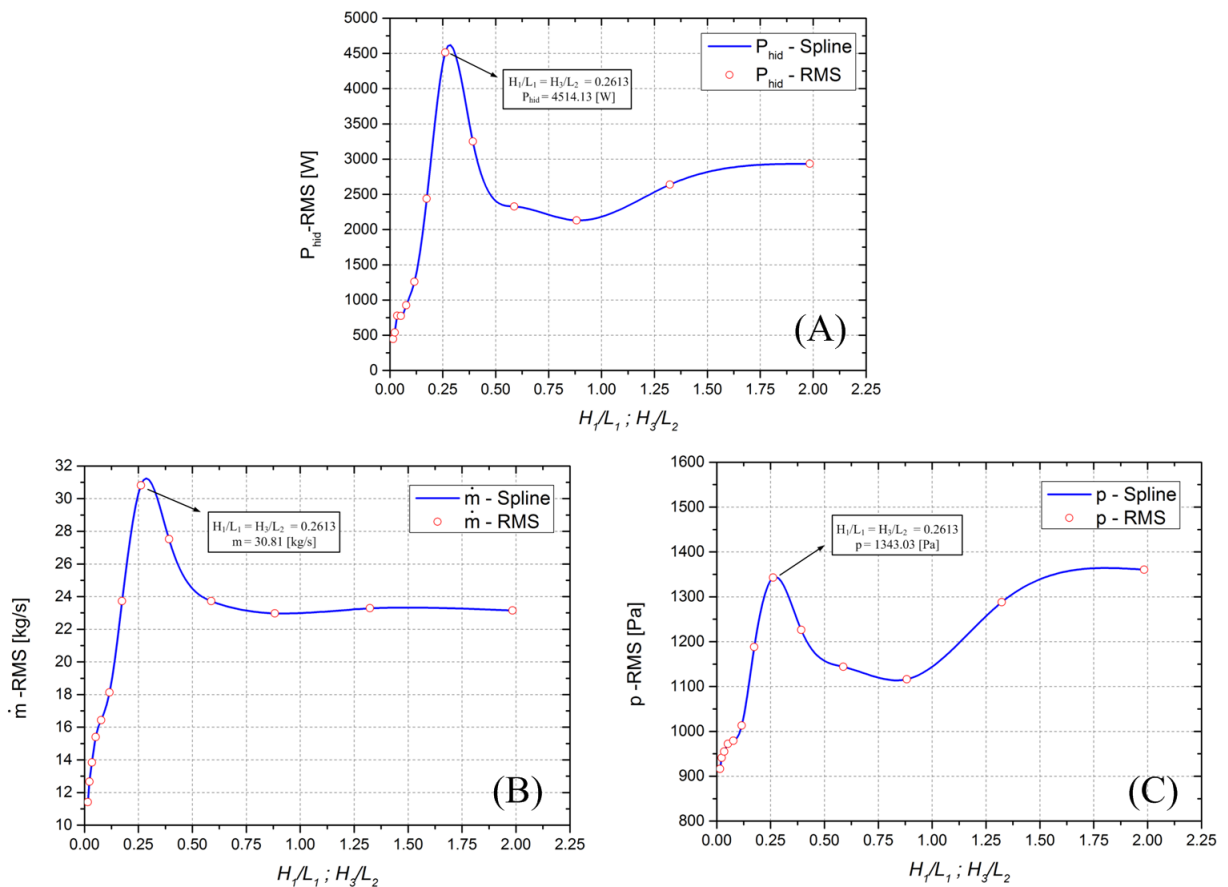 5000
4500
4000
3500
3000
2500
2000
1500
1000
500
0
P_hid-RMS [W]
P_hid - Spline
P_hid - RMS
H₁/L₁ = H₃/L₂ = 0.2613
P_hid = 4514.13 [W]
(A)
0.00 0.25 0.50 0.75 1.00 1.25 1.50 1.75 2.00 2.25
H₁/L₁ ; H₃/L₂
32
30
28
26
24
22
20
18
16
14
12
10
ṁ -RMS [kg/s]
ṁ - Spline
ṁ - RMS
H₁/L₁ = H₃/L₂ = 0.2613
m = 30.81 [kg/s]
(B)
0.00 0.25 0.50 0.75 1.00 1.25 1.50 1.75 2.00 2.25
H₁/L₁ ; H₃/L₂
1600
1500
1400
1300
1200
1100
1000
900
800
p -RMS [Pa]
p - Spline
p - RMS
H₁/L₁ = H₃/L₂ = 0.2613
p = 1343.03 [Pa]
(C)
0.00 0.25 0.50 0.75 1.00 1.25 1.50 1.75 2.00 2.25
H₁/L₁ ; H₃/L₂